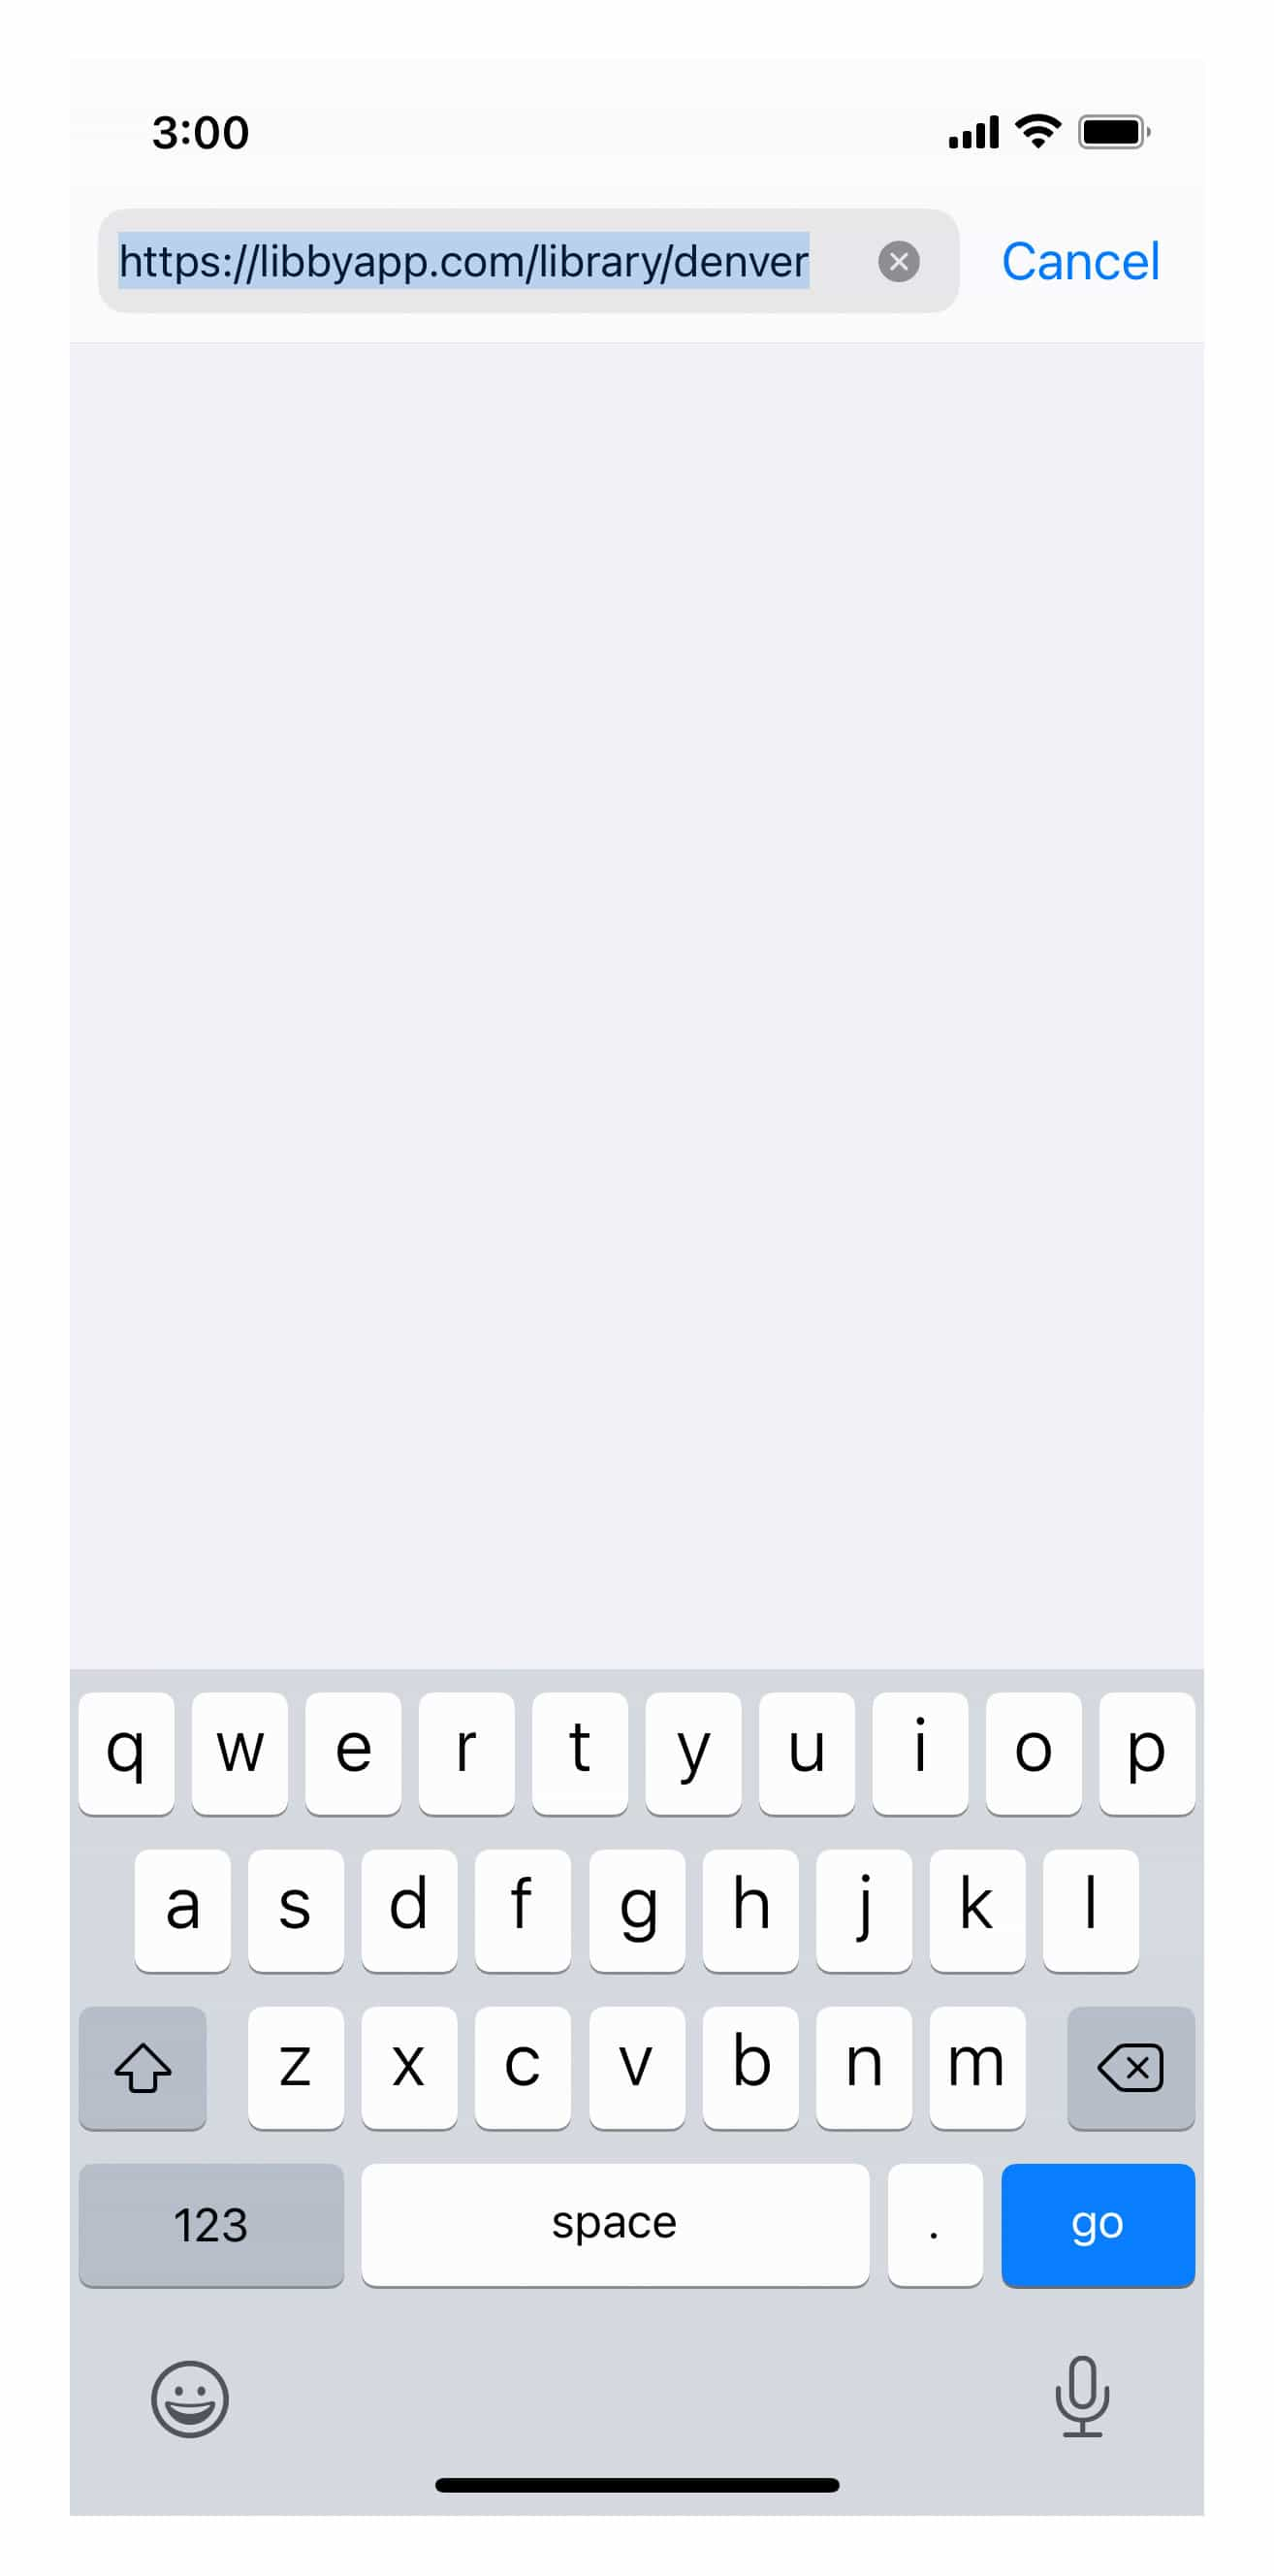 3:00
https://libbyapp.com/library/denver Cancel
q w e r t y u i o p
a s d f g h j k l
z x c v b n m
123 space . go